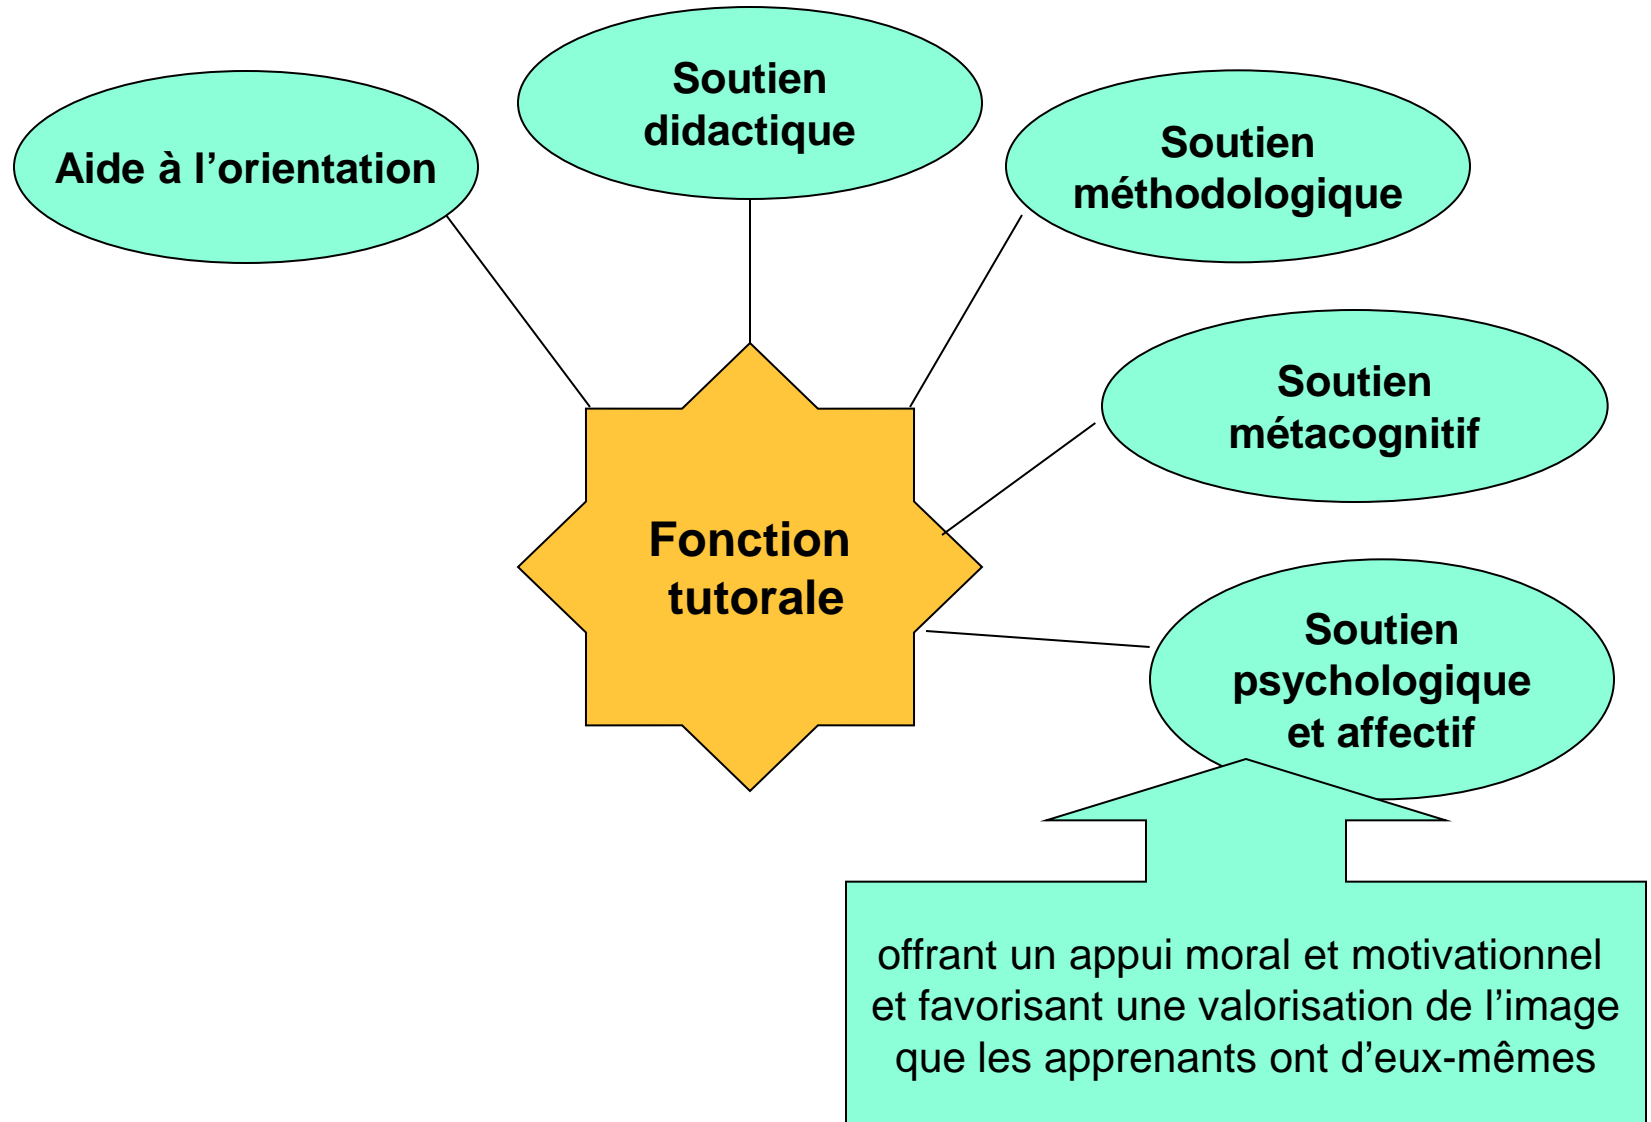 Aide à l’orientation
Soutien
didactique
Soutien
méthodologique
Soutien
métacognitif
Fonction
tutorale
Soutien
psychologique
et affectif
offrant un appui moral et motivationnel
et favorisant une valorisation de l’image
que les apprenants ont d’eux-mêmes